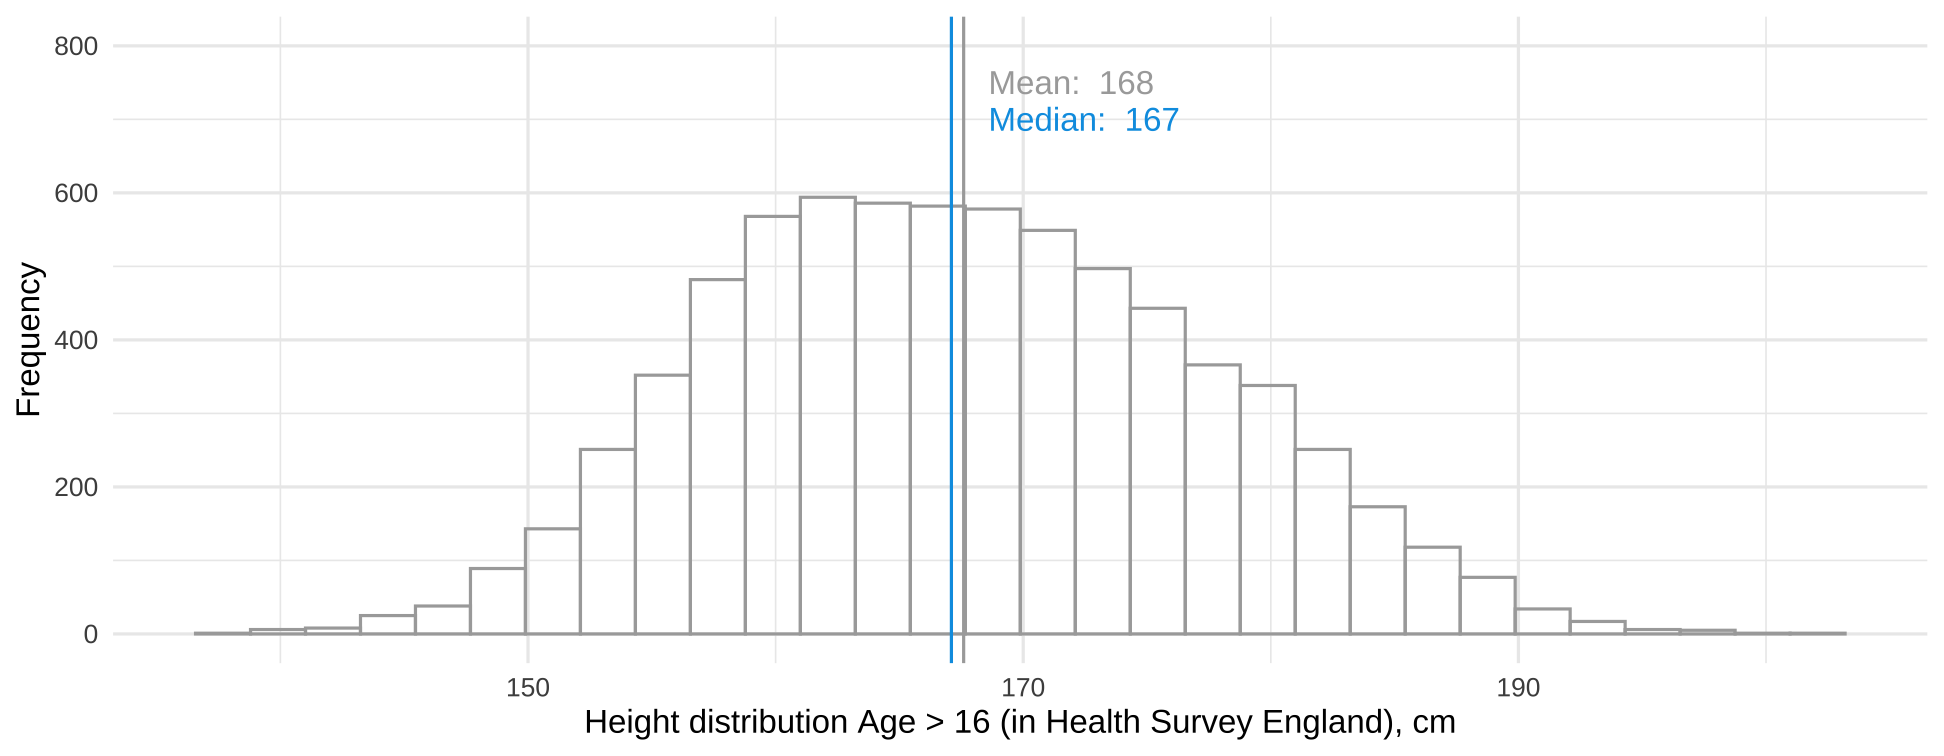 800
Mean: 168
Median: 167
600
Frequency
400
200
0
150 170 190
Height distribution Age > 16 (in Health Survey England), cm